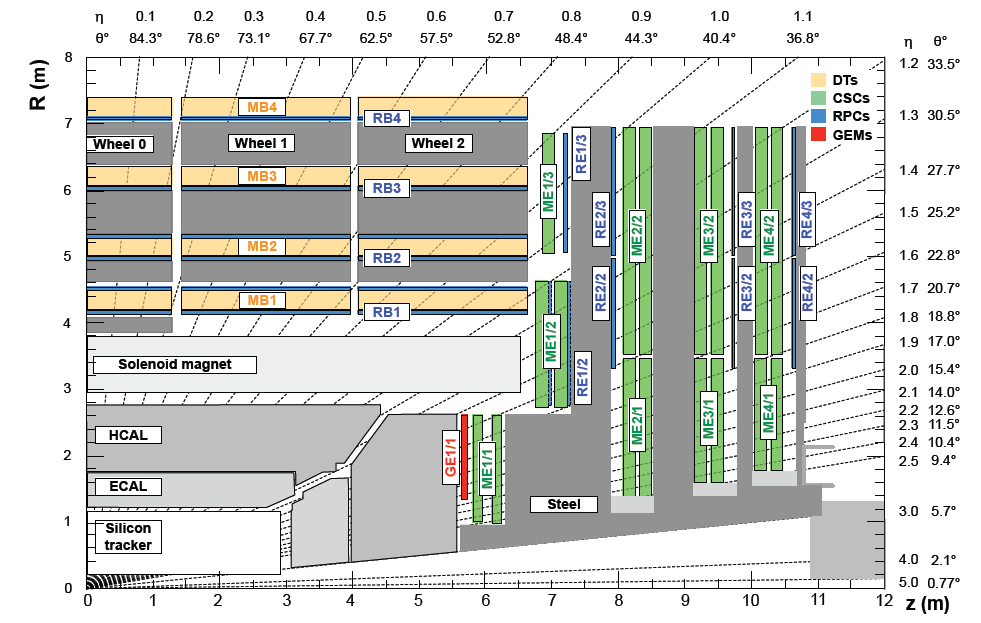 η 0.1 0.2 0.3 0.4 0.5 0.6 0.7 0.8 0.9 1.0 1.1
θ° 84.3° 78.6° 73.1° 67.7° 62.5° 57.5° 52.8° 48.4° 44.3° 40.4° 36.8° η θ°
R (m)
8
7
6
5
4
3
2
1
0
1.2 33.5°
1.3 30.5°
1.4 27.7°
1.5 25.2°
1.6 22.8°
1.7 20.7°
1.8 18.8°
1.9 17.0°
2.0 15.4°
2.1 14.0°
2.2 12.6°
2.3 11.5°
2.4 10.4°
2.5 9.4°
3.0 5.7°
4.0 2.1°
5.0 0.77°
DTs
CSCs
RPCs
GEMs
MB4
RB4
Wheel 0
Wheel 1
Wheel 2
MB3
RB3
MB2
RB2
MB1
RB1
Solenoid magnet
HCAL
ECAL
Silicon
tracker
Steel
GE1/1
ME1/1
ME1/2
ME1/3
RE1/3
RE1/2
RE2/3
RE2/2
ME2/2
ME2/1
ME3/2
ME3/1
RE3/3
RE3/2
ME4/2
ME4/1
RE4/3
RE4/2
0 1 2 3 4 5 6 7 8 9 10 11 12
z (m)